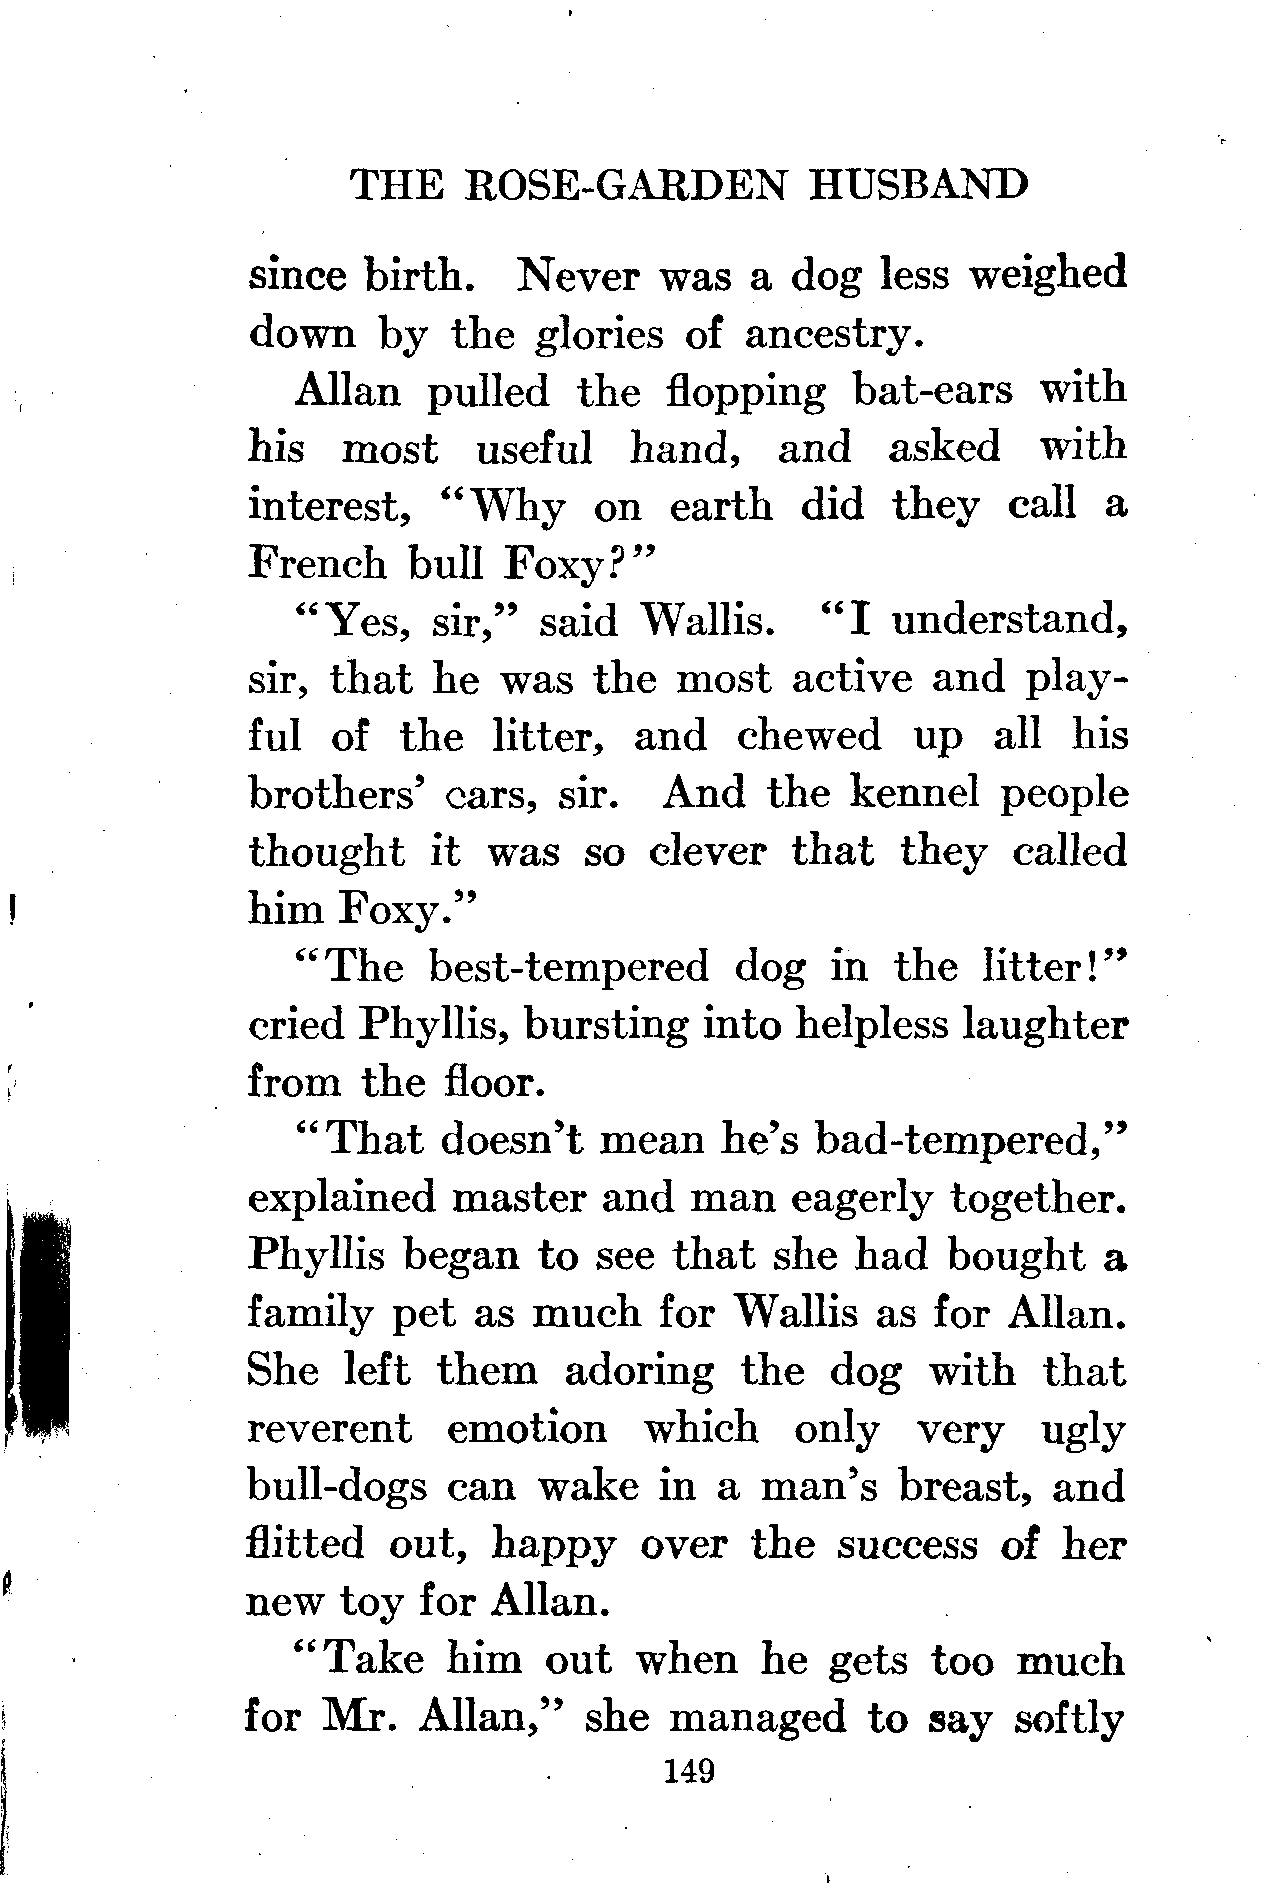 THE ROSE-GARDEN HUSBAND
since birth. Never was a dog less weighed
down by the glories of ancestry.
Allan pulled the flopping bat-ears with
his most useful hand, and asked with
interest, "Why on earth did they call a
French bull Foxy?"
"Yes, sir," said Wallis. "I understand,
sir, that he was the most active and play-
ful of the litter, and chewed up all his
brothers' ears, sir. And the kennel people
thought it was so clever that they called
him Foxy."
"The best-tempered dog in the litter!"
cried Phyllis, bursting into helpless laughter
from the floor.
"That doesn't mean he's bad-tempered,"
explained master and man eagerly together.
Phyllis began to see that she had bought a
family pet as much for Wallis as for Allan.
She left them adoring the dog with that
reverent emotion which only very ugly
bull-dogs can wake in a man's breast, and
flitted out, happy over the success of her
new toy for Allan.
"Take him out when he gets too much
for Mr. Allan," she managed to say softly
149